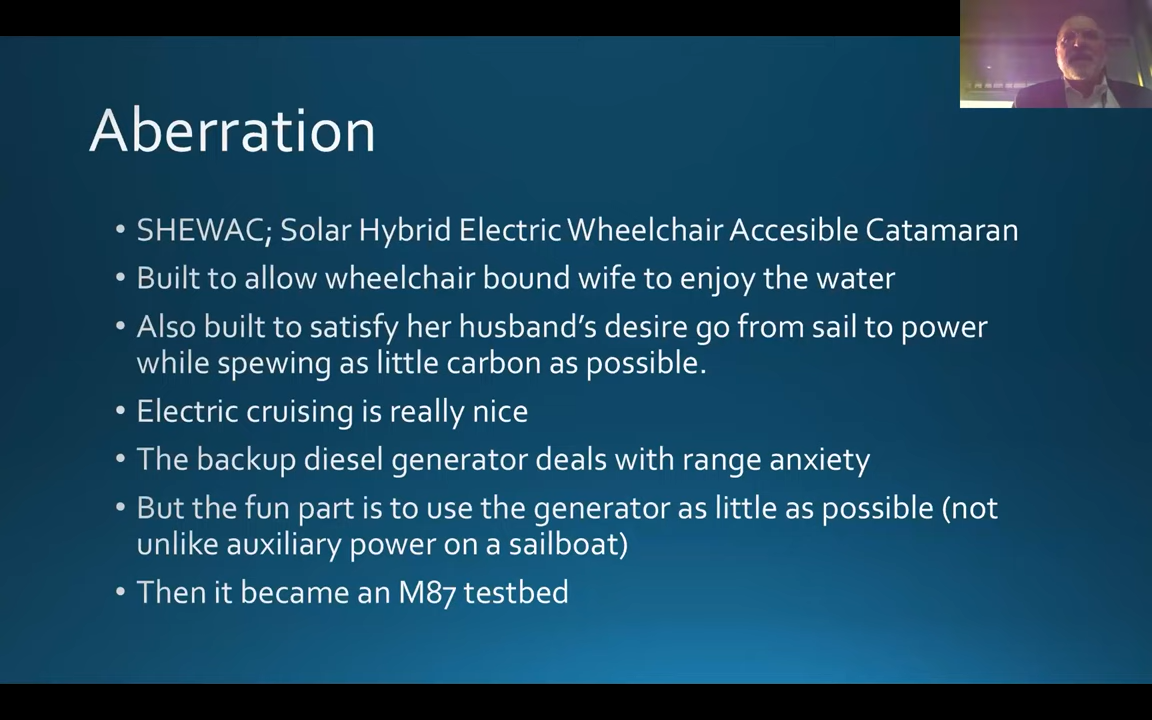 Aberration
• SHEWAC; Solar Hybrid Electric Wheelchair Accesible Catamaran
• Built to allow wheelchair bound wife to enjoy the water
• Also built to satisfy her husband's desire go from sail to power
while spewing as little carbon as possible.
• Electric cruising is really nice
• The backup diesel generator deals with range anxiety
• But the fun part is to use the generator as little as possible (not
unlike auxiliary power on a sailboat)
• Then it became an M87 testbed